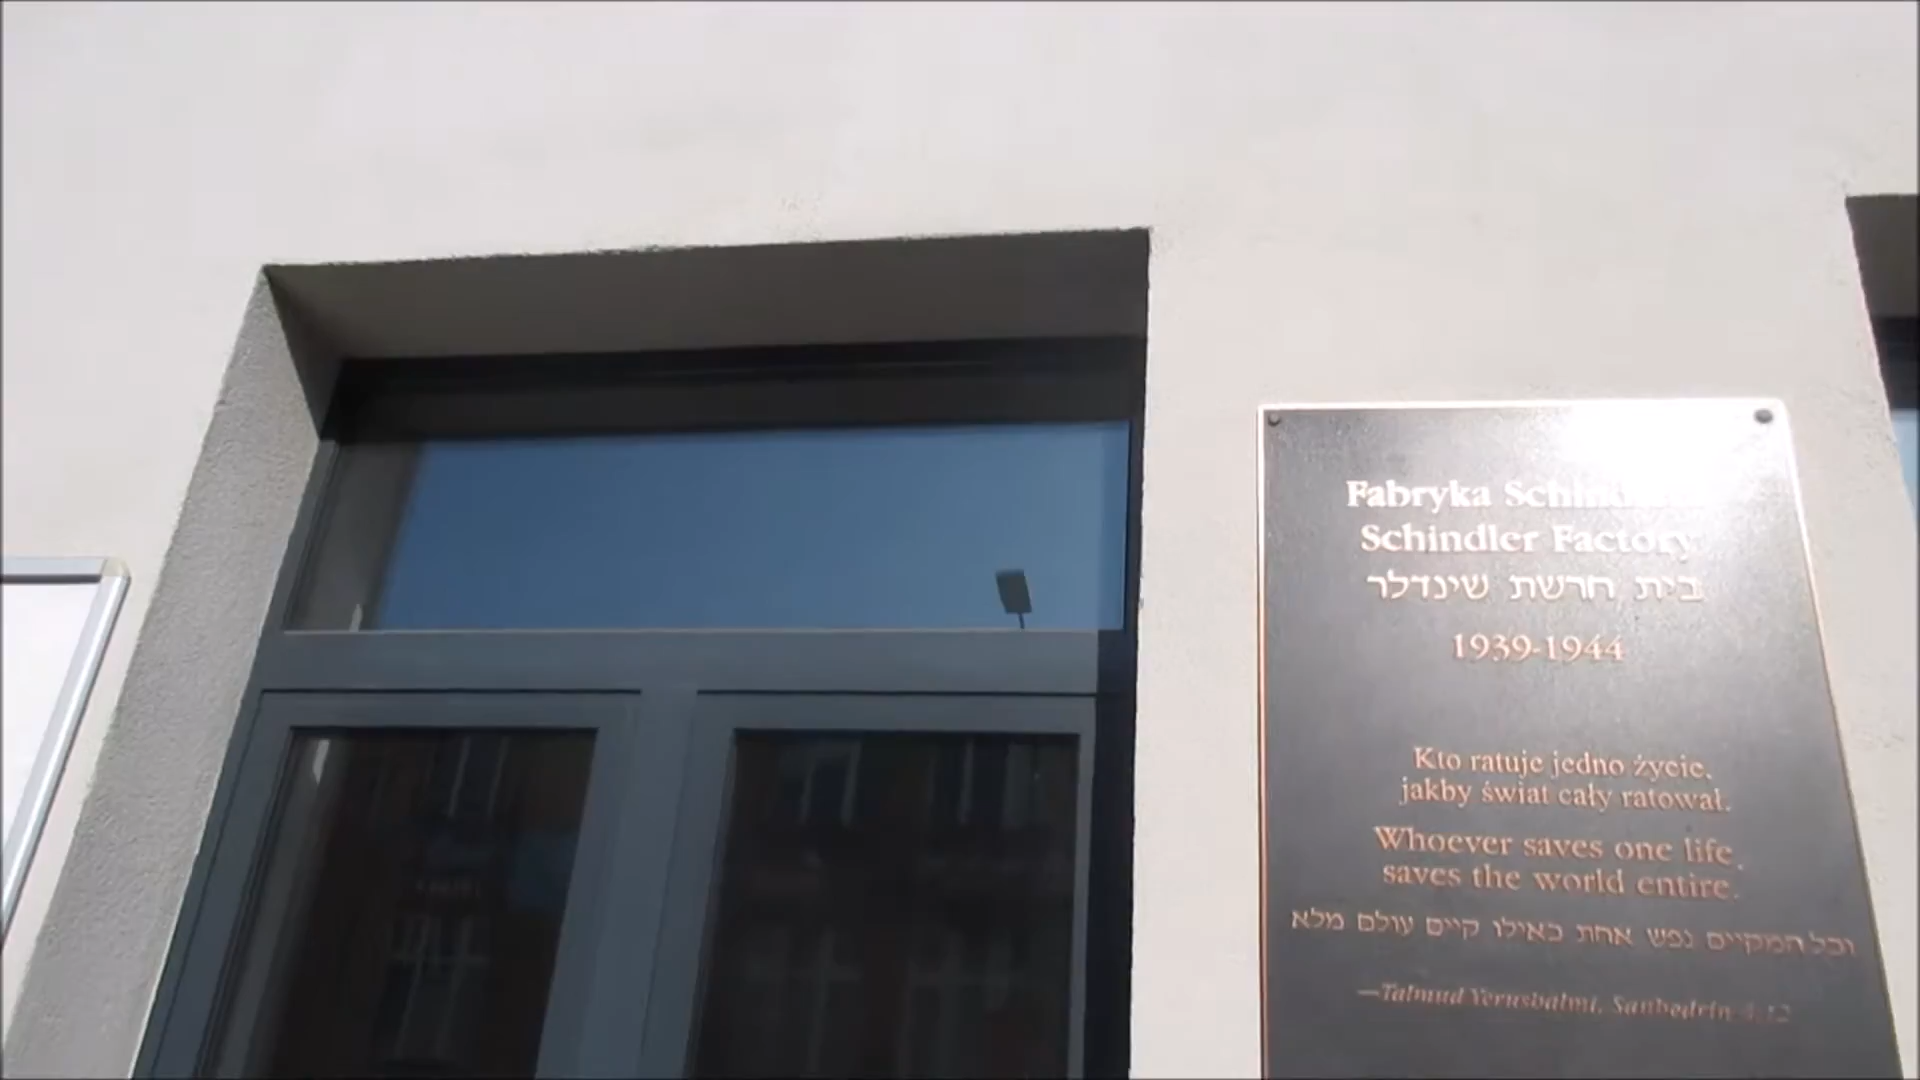 Fabryka
Schindler Factory
בית חרשת שינדלר
1939-1944
Kto ratuje jedno życie,
jakby świat cały ratował.
Whoever saves one life,
saves the world entire.
וכל המקיים נפש אחת כאילו קיים עולם מלא
—Talmud Yerushalmi, Sanhedrin 4:12